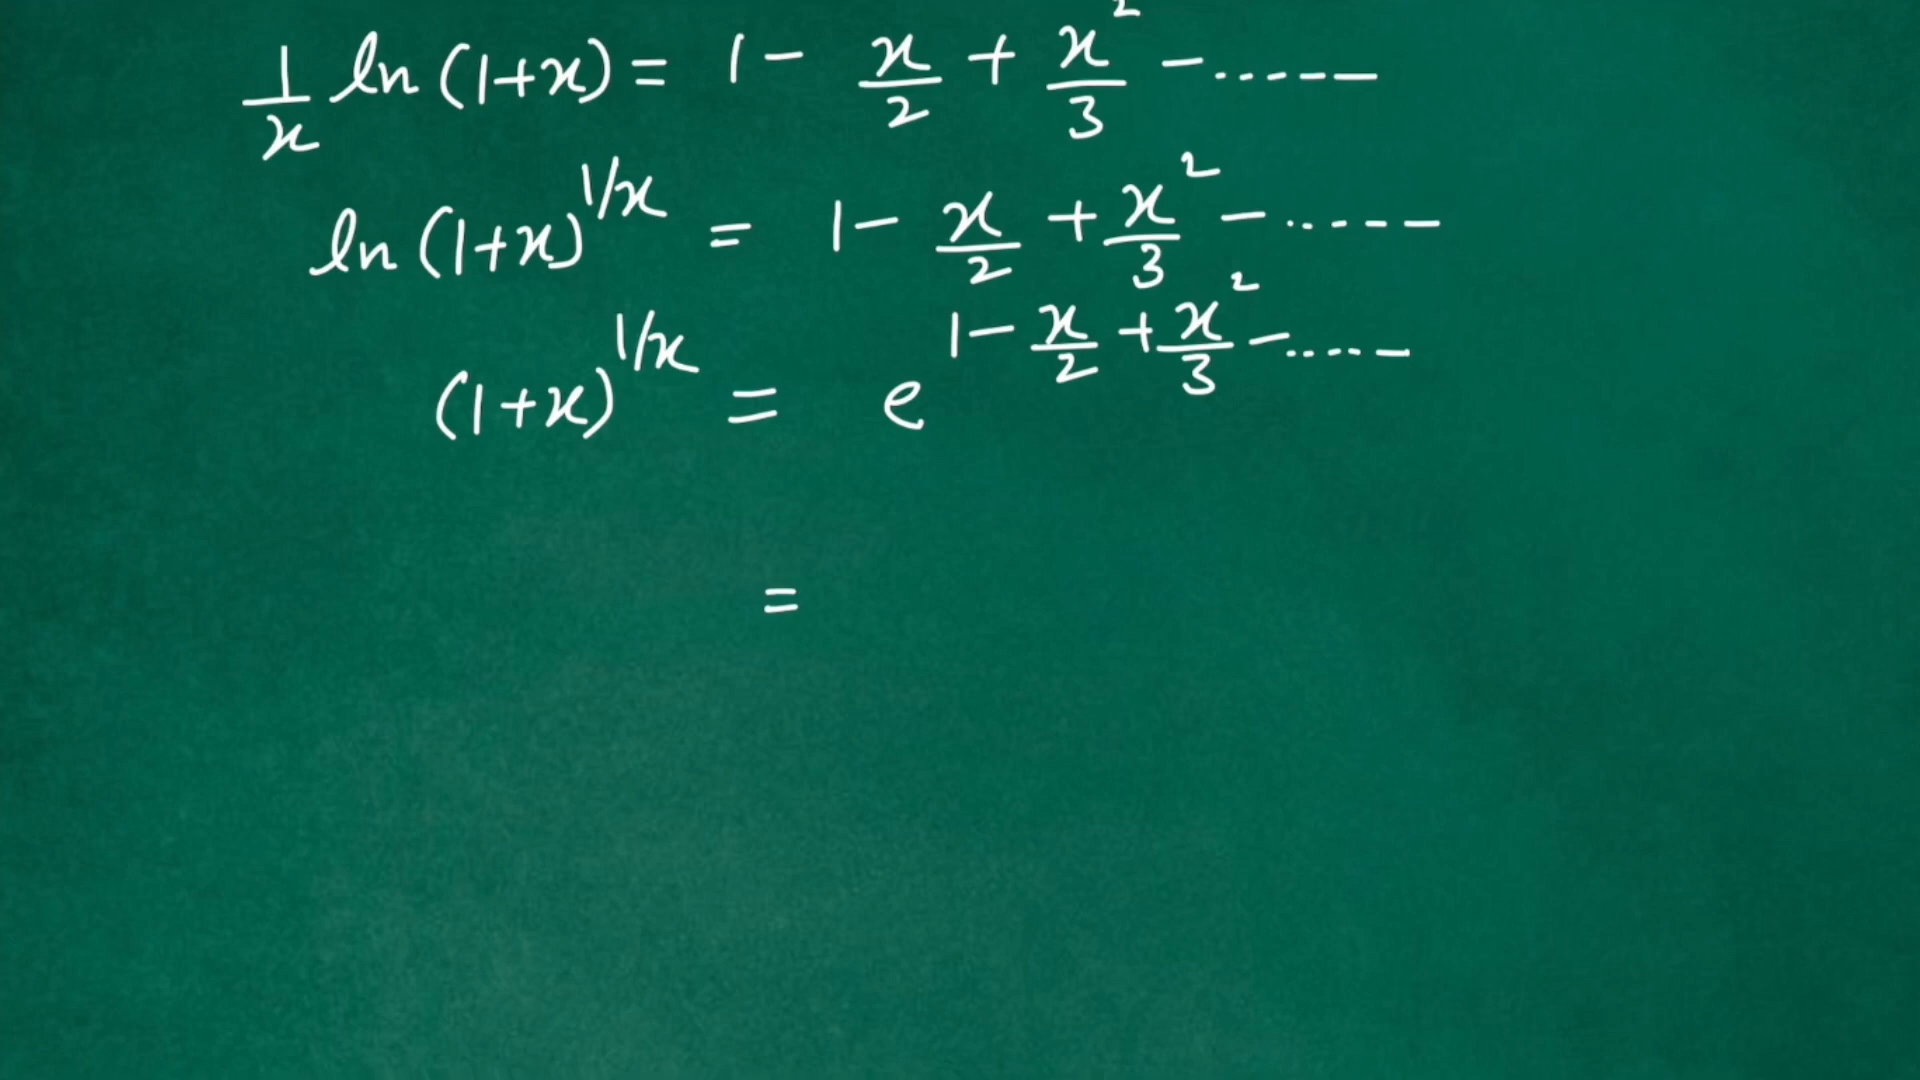 1/x ln (1+x) = 1 - x/2 + x²/3 - ......
ln (1+x)^(1/x) = 1 - x/2 + x²/3 - ......
(1+x)^(1/x) = e^(1 - x/2 + x²/3 - ......)
=